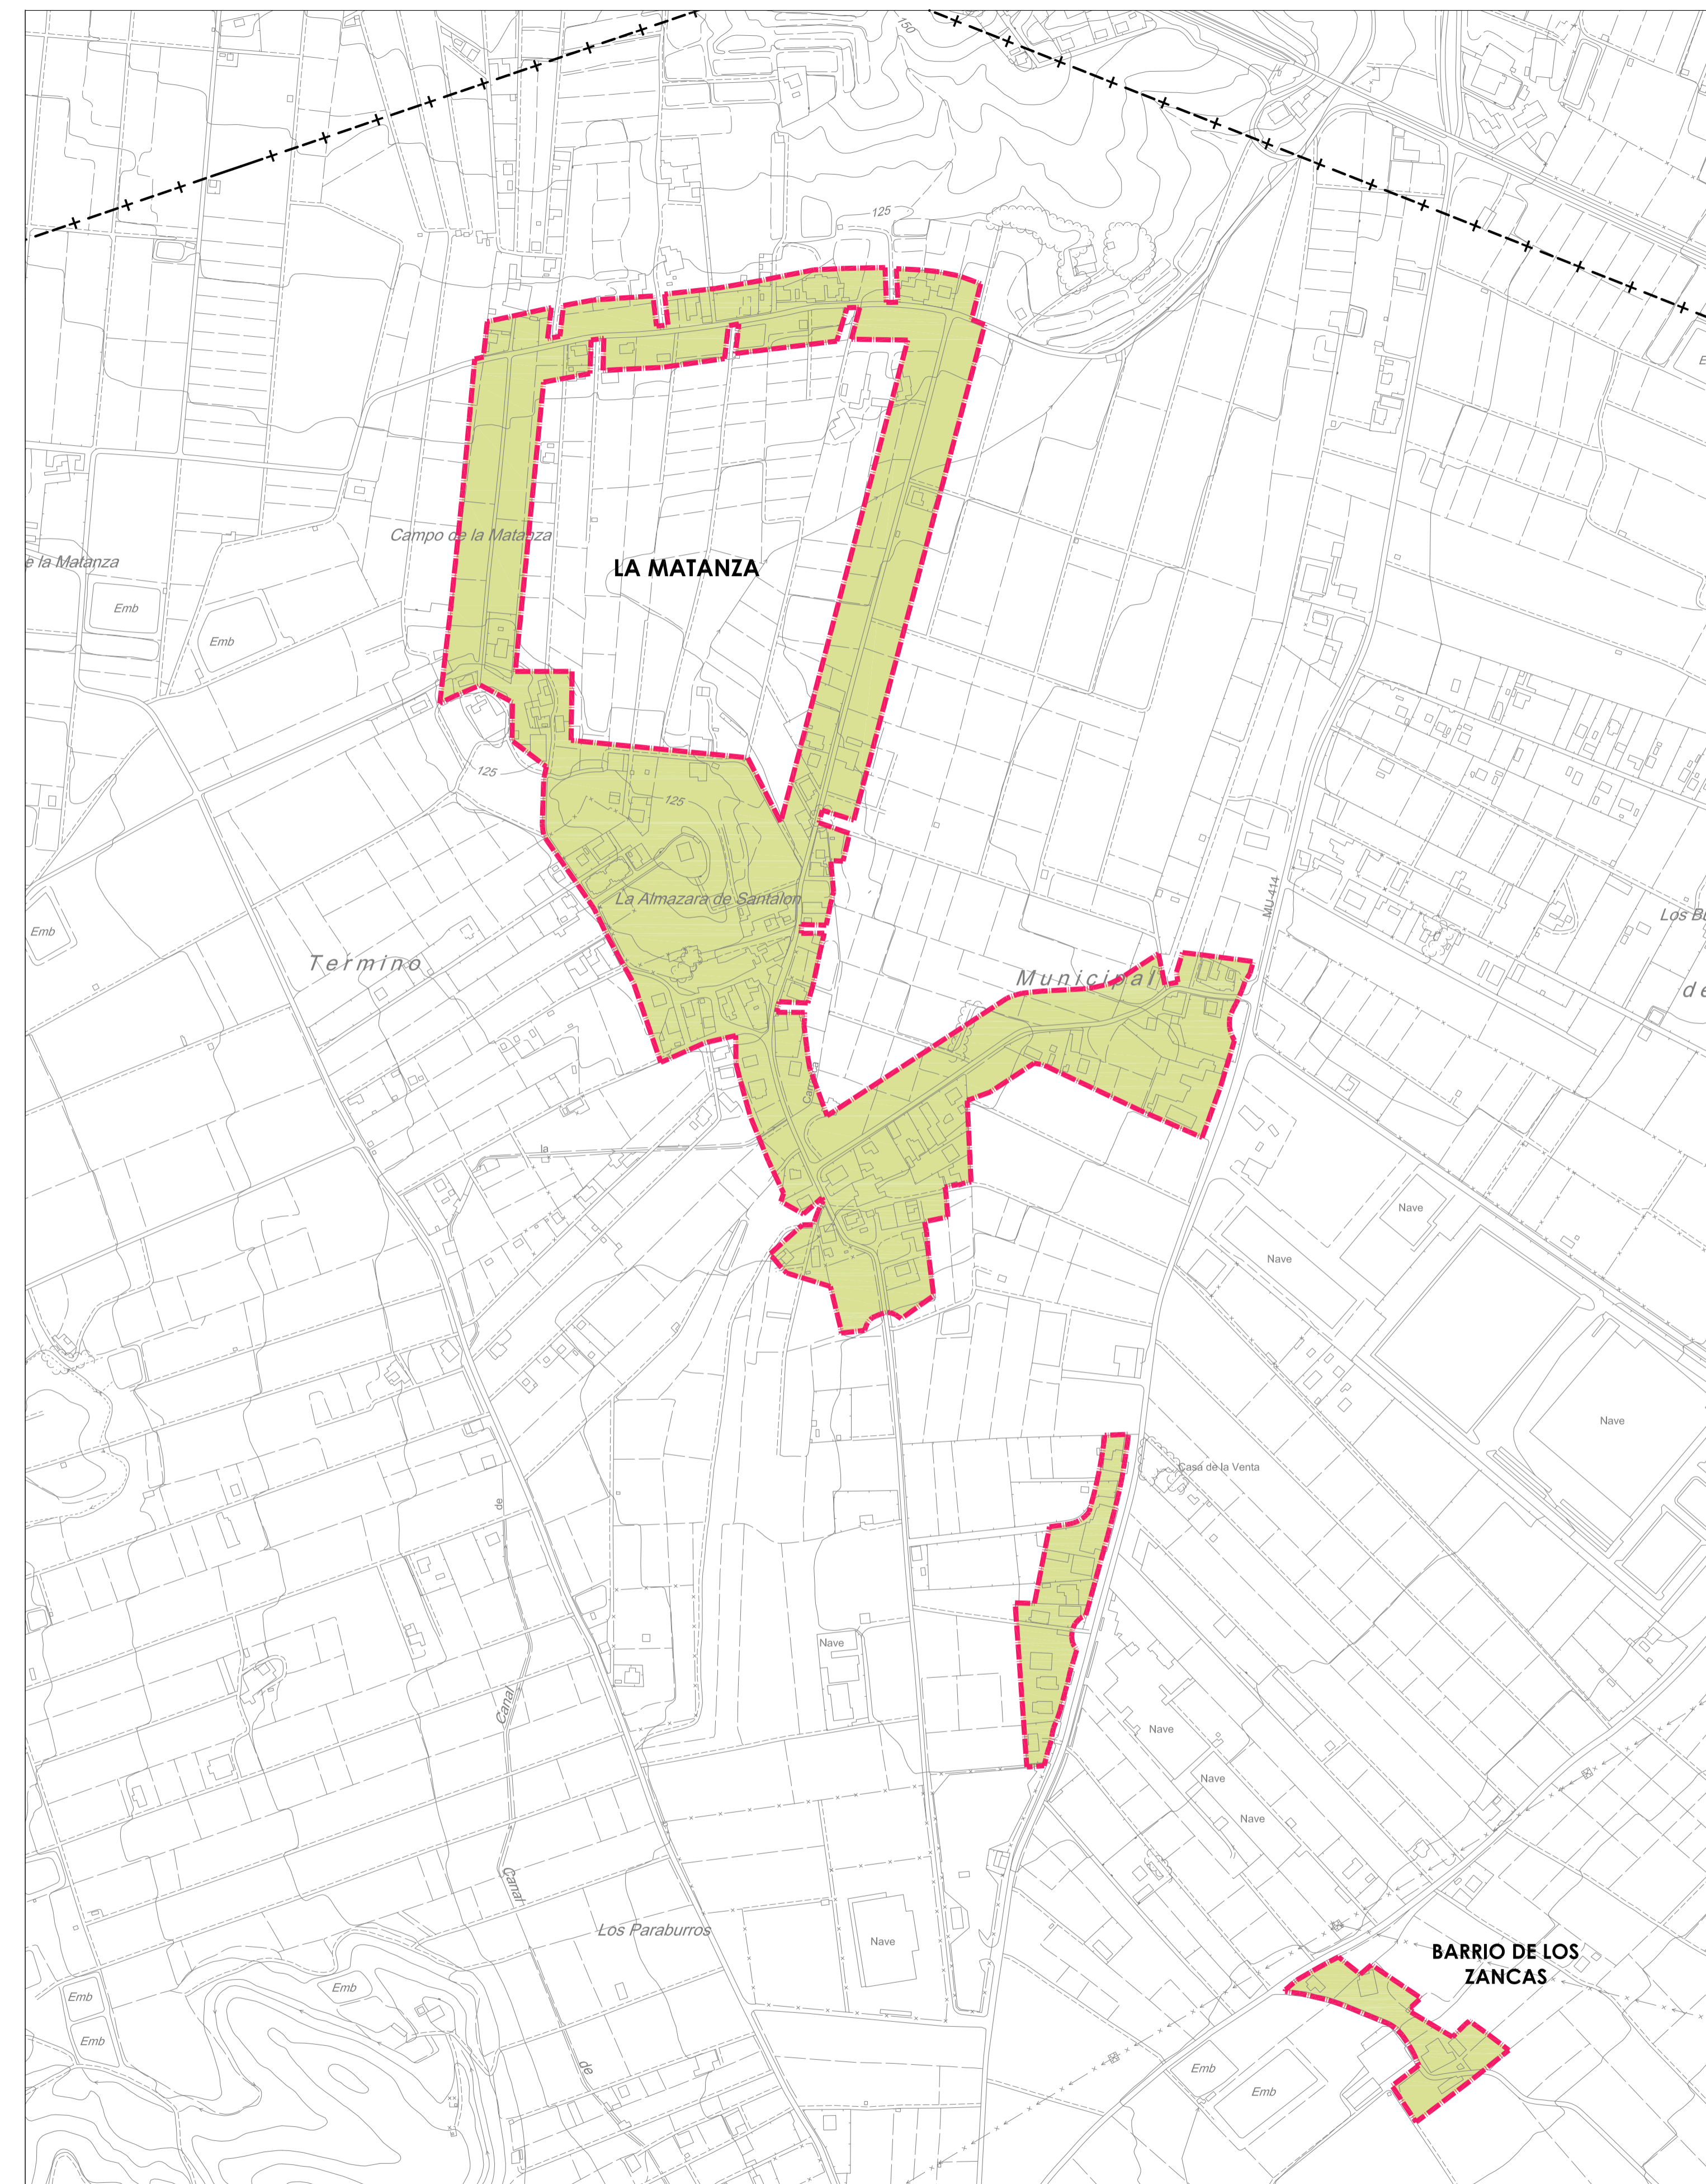 150
125
Campo de la Matanza
e la Matanza
LA MATANZA
Emb
Emb
125
125
La Almazara de Santalon
MU-414
Los Bu
Emb
Termino
Municipal
de
la
Nave
Nave
Nave
Casa de la Venta
de
Nave
Canal
Nave
Nave
Nave
Canal
Los Paraburros
Nave
BARRIO DE LOS
ZANCAS
Emb
Emb
Emb
de
Emb
Emb